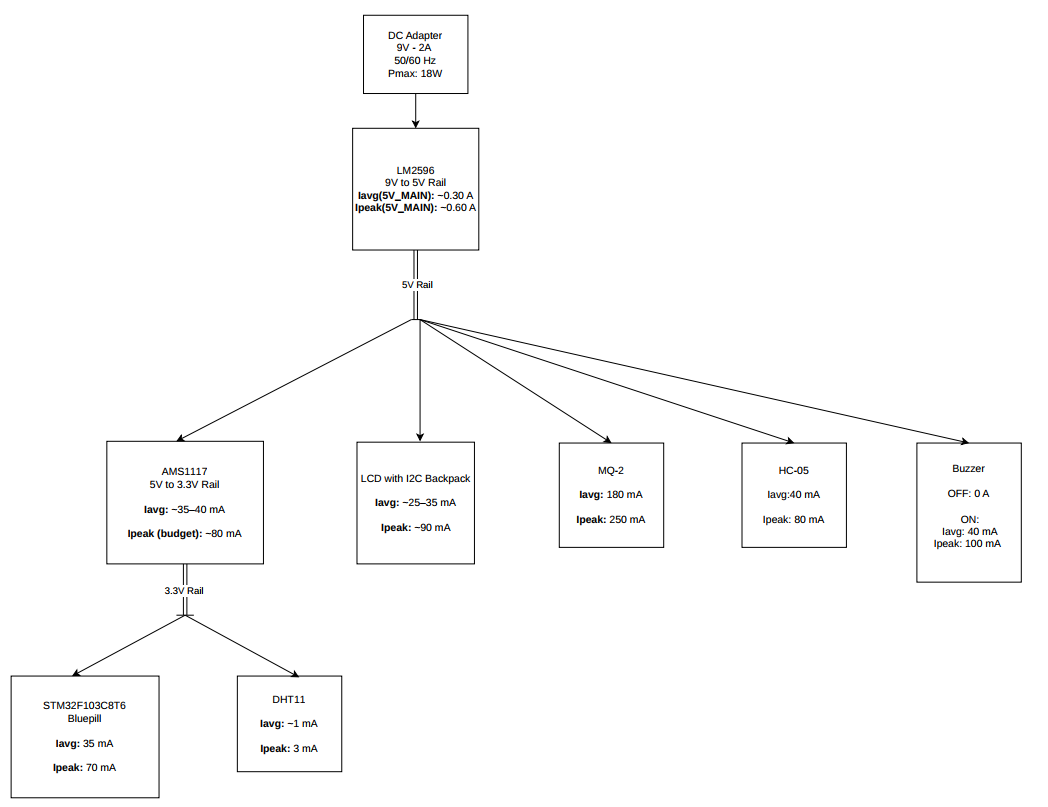 DC Adapter
9V - 2A
50/60 Hz
Pmax: 18W
LM2596
9V to 5V Rail
Iavg(5V_MAIN): ~0.30 A
Ipeak(5V_MAIN): ~0.60 A
5V Rail
AMS1117
5V to 3.3V Rail
Iavg: ~35–40 mA
Ipeak (budget): ~80 mA
LCD with I2C Backpack
Iavg: ~25–35 mA
Ipeak: ~90 mA
MQ-2
Iavg: 180 mA
Ipeak: 250 mA
HC-05
Iavg:40 mA
Ipeak: 80 mA
Buzzer
OFF: 0 A
ON:
Iavg: 40 mA
Ipeak: 100 mA
3.3V Rail
STM32F103C8T6
Bluepill
Iavg: 35 mA
Ipeak: 70 mA
DHT11
Iavg: ~1 mA
Ipeak: 3 mA